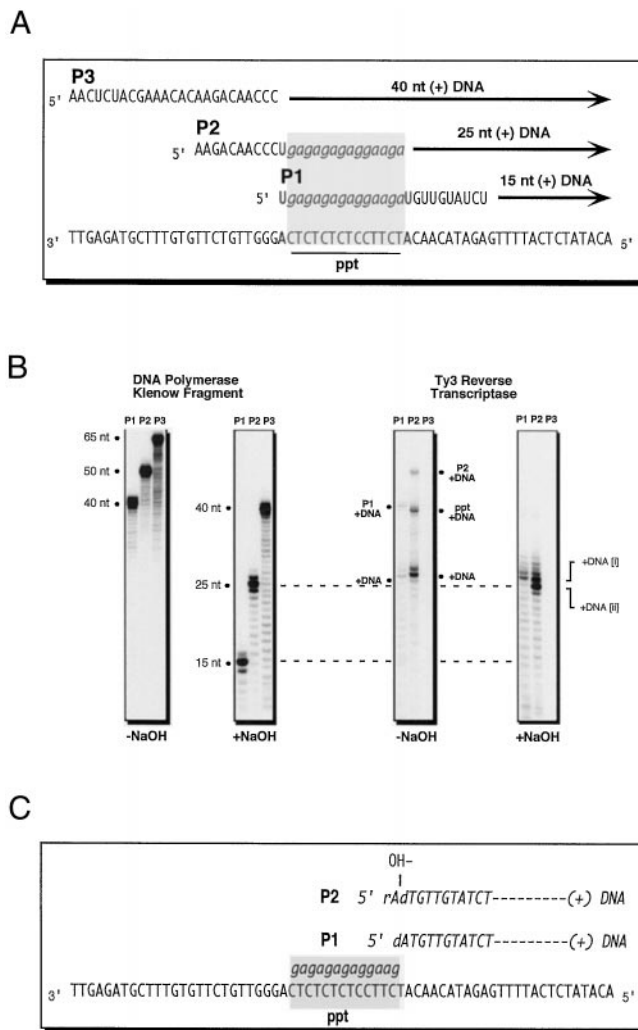 A
P3
5' AACUCUACGAAACACAAGACAACCC
40 nt (+) DNA
P2
5' AAGACAACCCUgagagagaggaaga
25 nt (+) DNA
P1
5' UgagagagaggaagaUGUUGUAUCU
15 nt (+) DNA
3' TTGAGATGCTTTGTGTTCTGTTGGGACTCTCTCTCCTTCTACAACATAGAGTTTTACTCTATACA 5'
ppt
B
DNA Polymerase
Klenow Fragment
Ty3 Reverse
Transcriptase
P1 P2 P3
P1 P2 P3
P1 P2 P3
P1 P2 P3
65 nt
50 nt
40 nt
40 nt
25 nt
15 nt
P1
+DNA
+DNA
P2
+DNA
ppt
+DNA
+DNA
+DNA [i]
+DNA [ii]
-NaOH
+NaOH
-NaOH
+NaOH
C
OH-
P2 5' rAdTGTTGTATCT----------(+) DNA
P1 5' dATGTTGTATCT----------(+) DNA
gagagagaggaag
3' TTGAGATGCTTTGTGTTCTGTTGGGACTCTCTCTCCTTCTACAACATAGAGTTTTACTCTATACA 5'
ppt